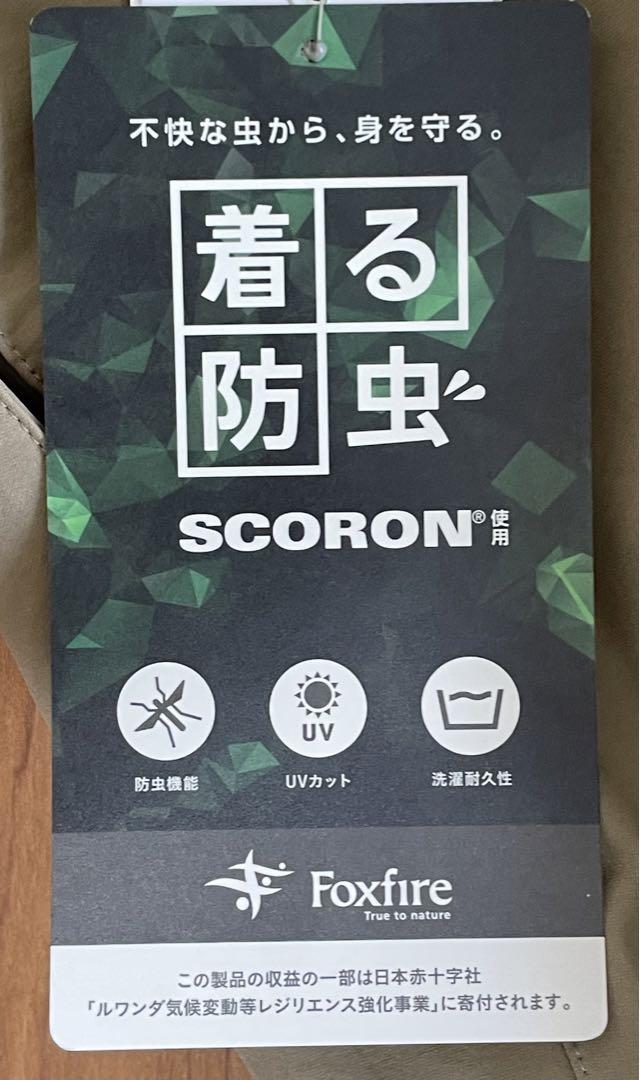 不快な虫から、身を守る。
着る
防虫
SCORON®使用
UV
防虫機能
UVカット
洗濯耐久性
Foxfire
True to nature
この製品の収益の一部は日本赤十字社
「ルワンダ気候変動等レジリエンス強化事業」に寄付されます。